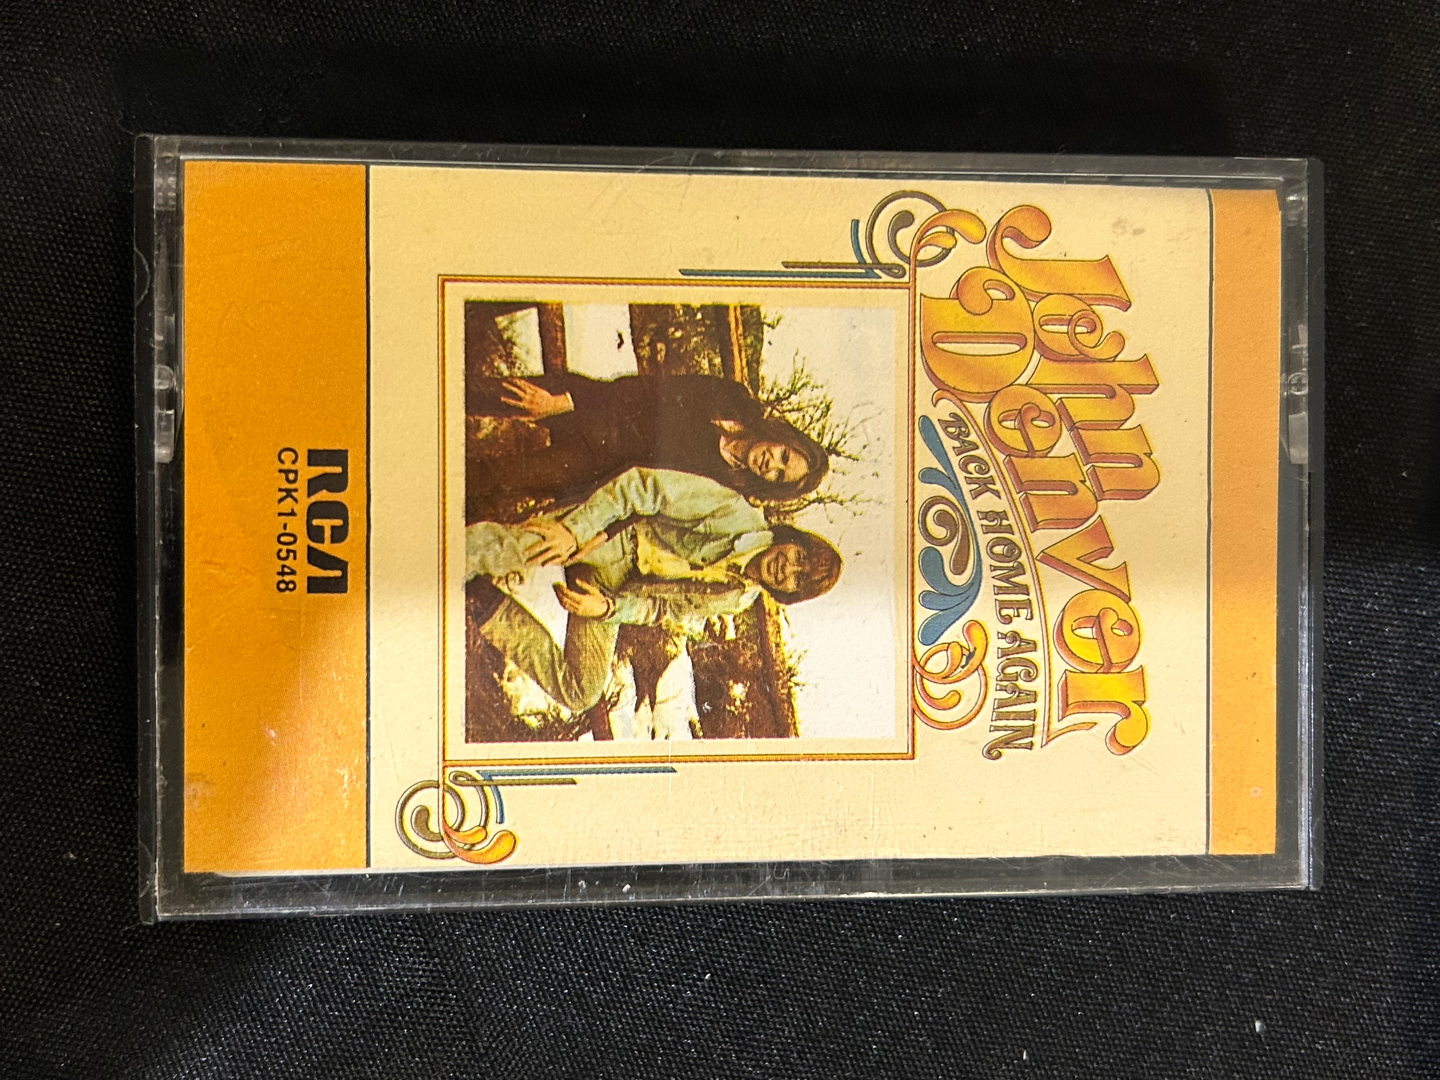 John
Denver
BACK HOME AGAIN
RCA
CPK1-0548